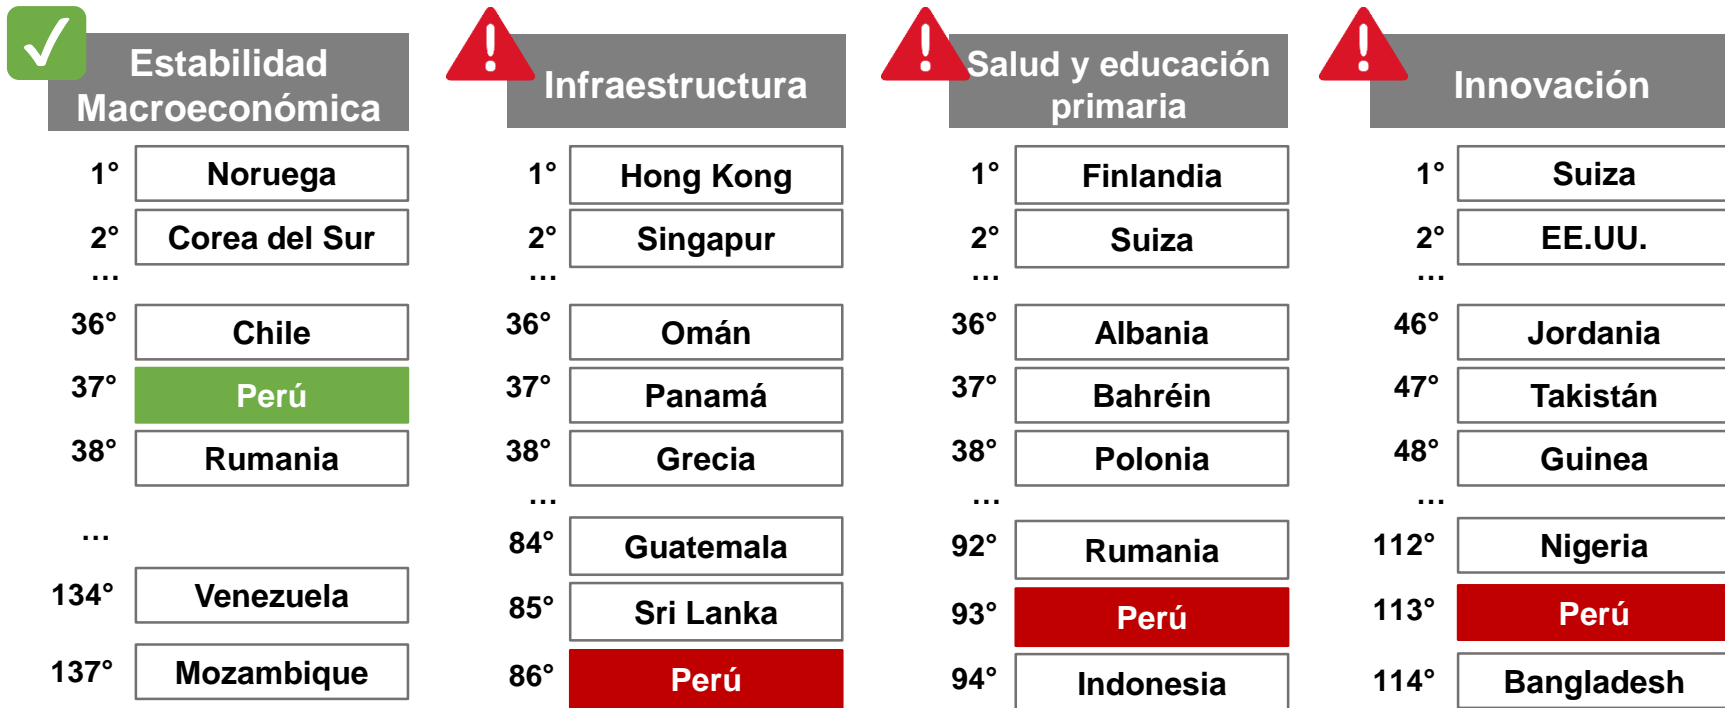 Estabilidad
Macroeconómica
1° Noruega
2° Corea del Sur
...
36° Chile
37° Perú
38° Rumania
...
134° Venezuela
137° Mozambique
Infraestructura
1° Hong Kong
2° Singapur
...
36° Omán
37° Panamá
38° Grecia
...
84° Guatemala
85° Sri Lanka
86° Perú
Salud y educación
primaria
1° Finlandia
2° Suiza
...
36° Albania
37° Bahréin
38° Polonia
...
92° Rumania
93° Perú
94° Indonesia
Innovación
1° Suiza
2° EE.UU.
...
46° Jordania
47° Takistán
48° Guinea
...
112° Nigeria
113° Perú
114° Bangladesh